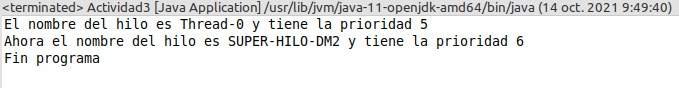 <terminated> Actividad3 [Java Application] /usr/lib/jvm/java-11-openjdk-amd64/bin/java (14 oct. 2021 9:49:40)
El nombre del hilo es Thread-0 y tiene la prioridad 5
Ahora el nombre del hilo es SUPER-HILO-DM2 y tiene la prioridad 6
Fin programa